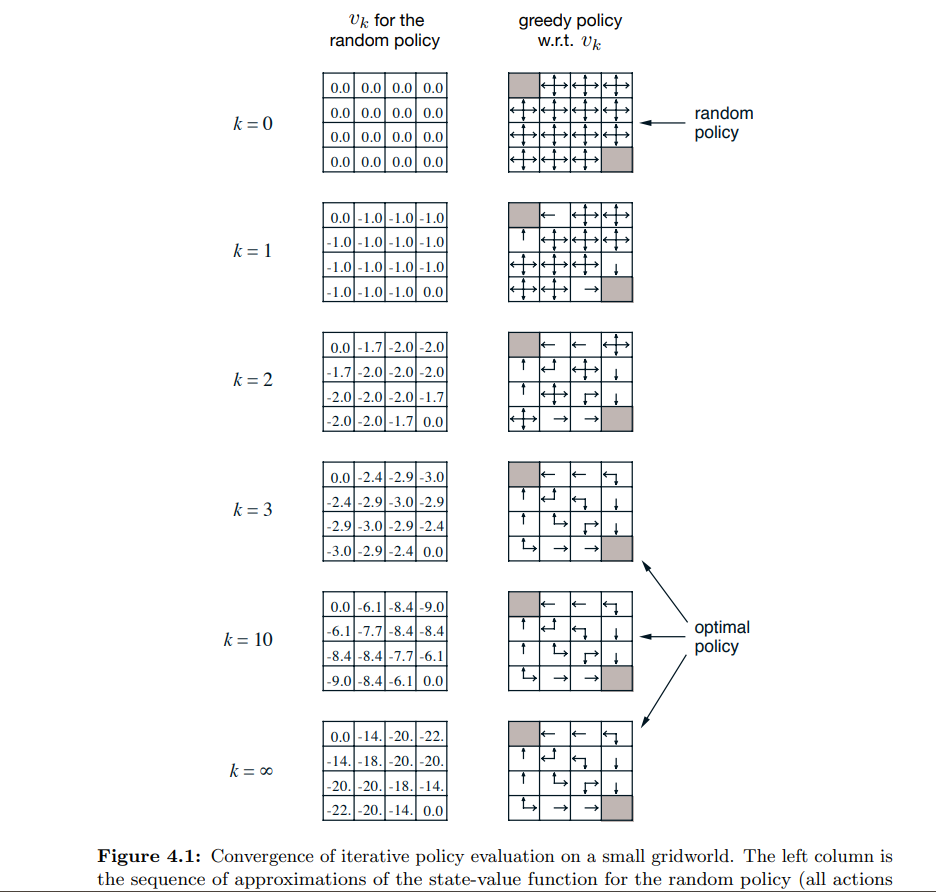 vₖ for the
random policy
greedy policy
w.r.t. vₖ
k = 0
0.0 0.0 0.0 0.0
0.0 0.0 0.0 0.0
0.0 0.0 0.0 0.0
0.0 0.0 0.0 0.0
random
policy
k = 1
0.0 -1.0 -1.0 -1.0
-1.0 -1.0 -1.0 -1.0
-1.0 -1.0 -1.0 -1.0
-1.0 -1.0 -1.0 0.0
k = 2
0.0 -1.7 -2.0 -2.0
-1.7 -2.0 -2.0 -2.0
-2.0 -2.0 -2.0 -1.7
-2.0 -2.0 -1.7 0.0
k = 3
0.0 -2.4 -2.9 -3.0
-2.4 -2.9 -3.0 -2.9
-2.9 -3.0 -2.9 -2.4
-3.0 -2.9 -2.4 0.0
k = 10
0.0 -6.1 -8.4 -9.0
-6.1 -7.7 -8.4 -8.4
-8.4 -8.4 -7.7 -6.1
-9.0 -8.4 -6.1 0.0
optimal
policy
k = ∞
0.0 -14. -20. -22.
-14. -18. -20. -20.
-20. -20. -18. -14.
-22. -20. -14. 0.0
Figure 4.1: Convergence of iterative policy evaluation on a small gridworld. The left column is
the sequence of approximations of the state-value function for the random policy (all actions